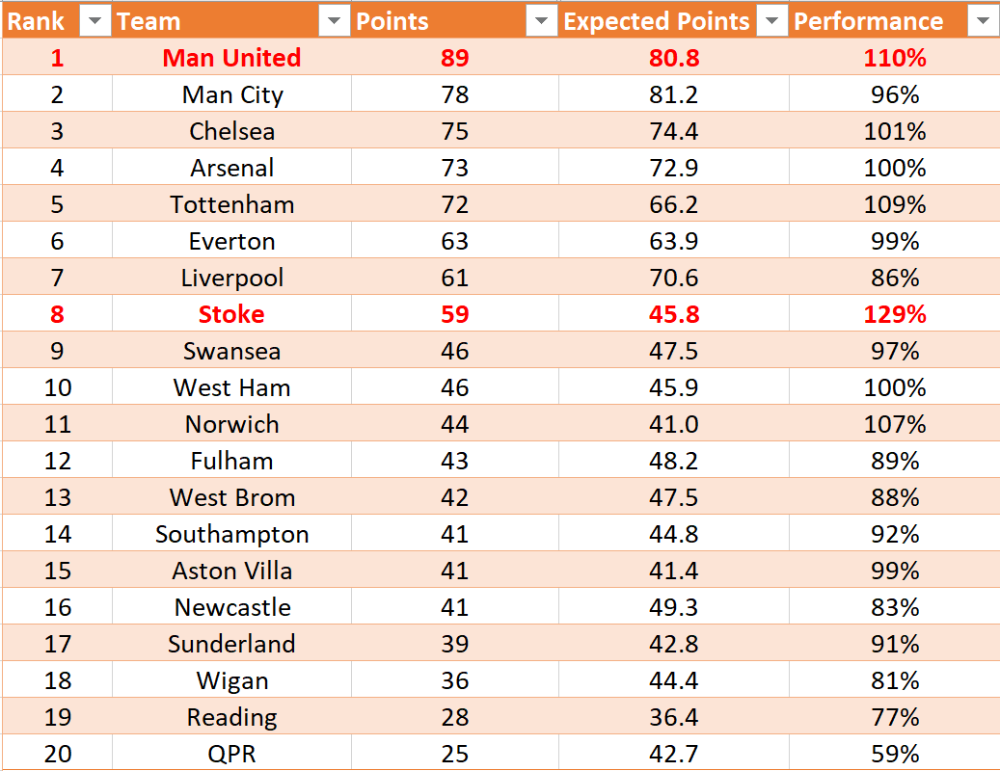 Rank Team Points Expected Points Performance
1 Man United 89 80.8 110%
2 Man City 78 81.2 96%
3 Chelsea 75 74.4 101%
4 Arsenal 73 72.9 100%
5 Tottenham 72 66.2 109%
6 Everton 63 63.9 99%
7 Liverpool 61 70.6 86%
8 Stoke 59 45.8 129%
9 Swansea 46 47.5 97%
10 West Ham 46 45.9 100%
11 Norwich 44 41.0 107%
12 Fulham 43 48.2 89%
13 West Brom 42 47.5 88%
14 Southampton 41 44.8 92%
15 Aston Villa 41 41.4 99%
16 Newcastle 41 49.3 83%
17 Sunderland 39 42.8 91%
18 Wigan 36 44.4 81%
19 Reading 28 36.4 77%
20 QPR 25 42.7 59%